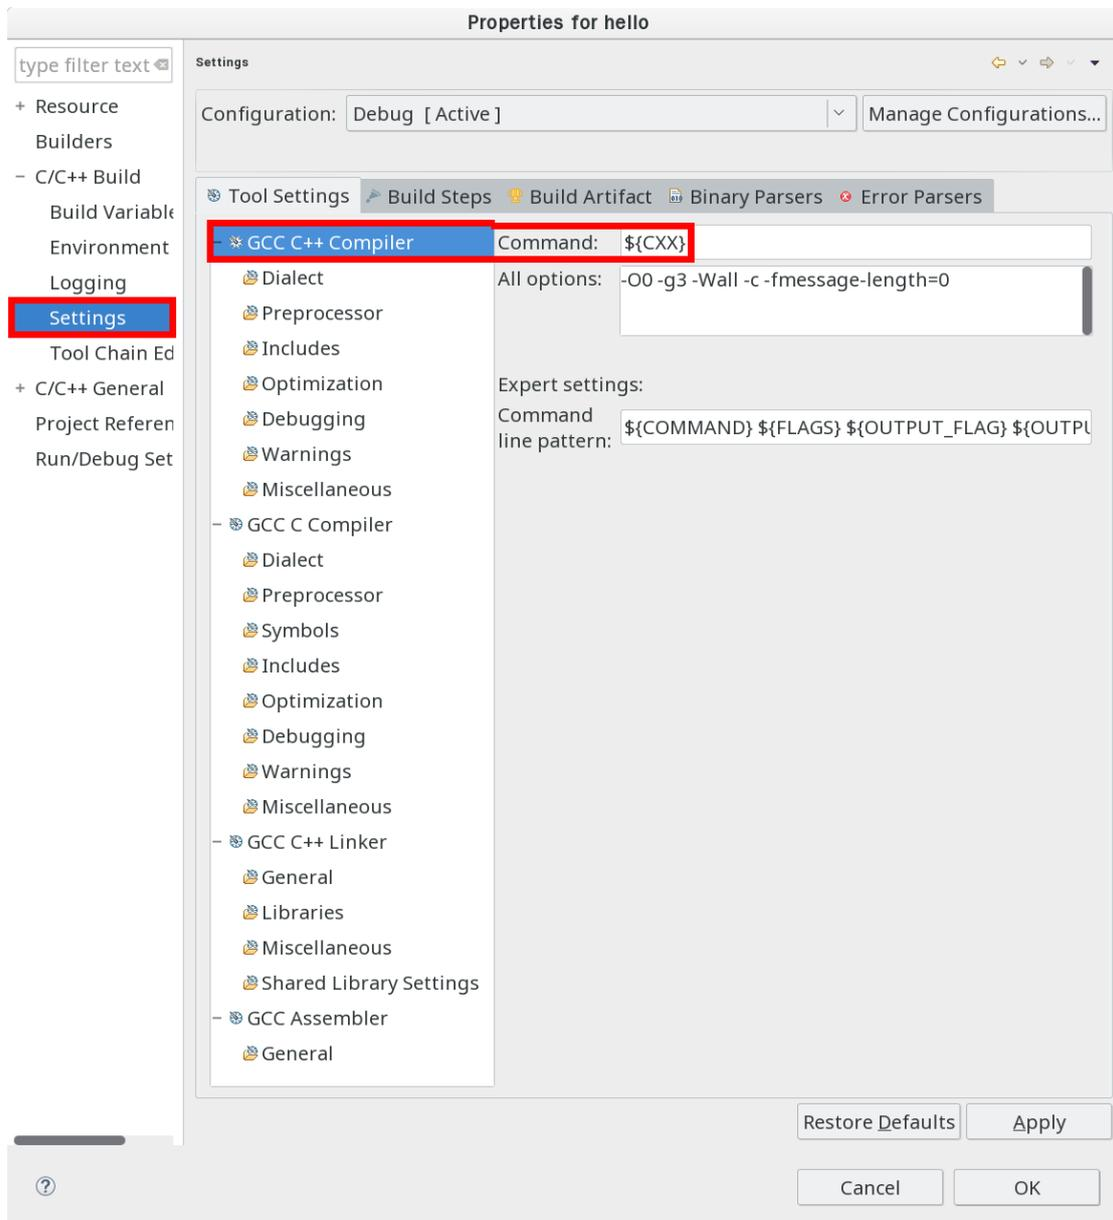 Properties for hello
type filter text
Settings
+ Resource
Builders
− C/C++ Build
Build Variable
Environment
Logging
Settings
Tool Chain Ed
+ C/C++ General
Project Referen
Run/Debug Set
Configuration: Debug [ Active ] Manage Configurations...
Tool Settings Build Steps Build Artifact Binary Parsers Error Parsers
− GCC C++ Compiler
Dialect
Preprocessor
Includes
Optimization
Debugging
Warnings
Miscellaneous
− GCC C Compiler
Dialect
Preprocessor
Symbols
Includes
Optimization
Debugging
Warnings
Miscellaneous
− GCC C++ Linker
General
Libraries
Miscellaneous
Shared Library Settings
− GCC Assembler
General
Command: ${CXX}
All options: -O0 -g3 -Wall -c -fmessage-length=0
Expert settings:
Command
line pattern: ${COMMAND} ${FLAGS} ${OUTPUT_FLAG} ${OUTPU
Restore Defaults Apply
? Cancel OK